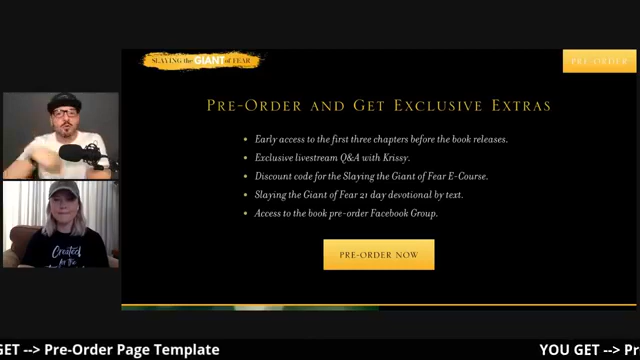 SLAYING the GIANT of FEAR
PRE-ORDER
PRE-ORDER AND GET EXCLUSIVE EXTRAS
Early access to the first three chapters before the book releases.
Exclusive livestream Q&A with Krissy.
Discount code for the Slaying the Giant of Fear E-Course.
Slaying the Giant of Fear 21 day devotional by text.
Access to the book pre-order Facebook Group.
PRE-ORDER NOW
Created
for the
GET --> Pre-Order Page Template
YOU GET --> Pr